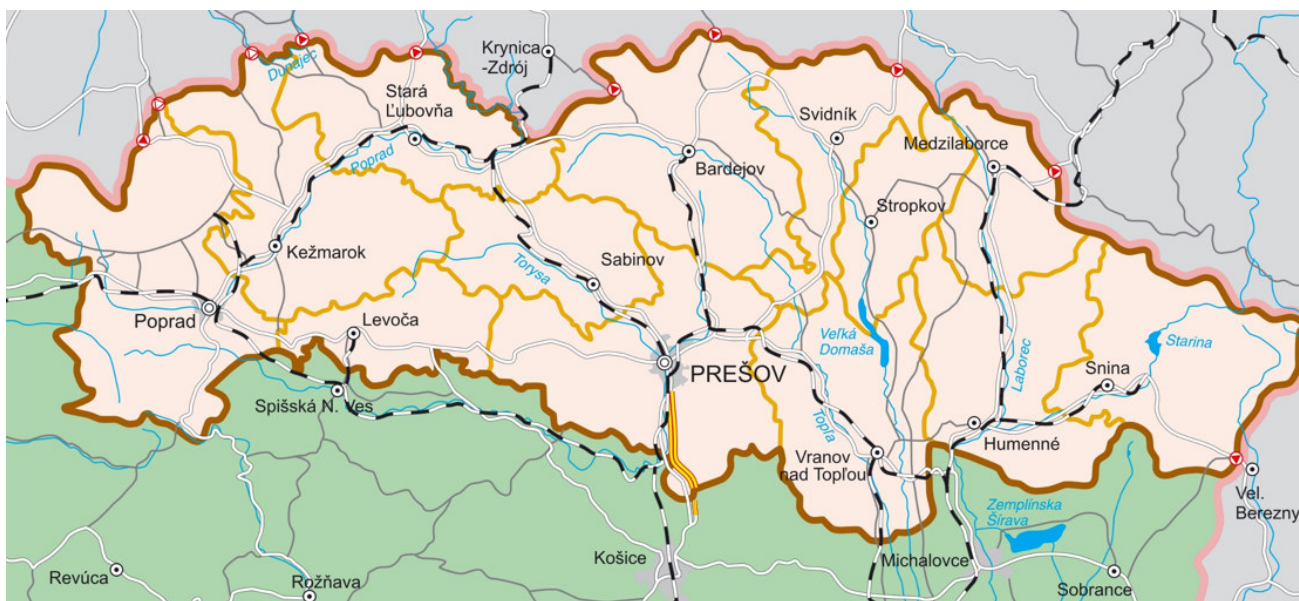 Krynica
-Zdrój
Dunajec
Stará
Ľubovňa
Svidník
Medzilaborce
Poprad
Bardejov
Stropkov
Kežmarok
Torysa
Sabinov
Poprad
Levoča
Veľká
Domaša
Laborec
Starina
Snina
PREŠOV
Spišská N. Ves
Topľa
Humenné
Vranov
nad Topľou
Vel.
Berezny
Zemplínska
Šírava
Košice
Michalovce
Revúca
Rožňava
Sobrance